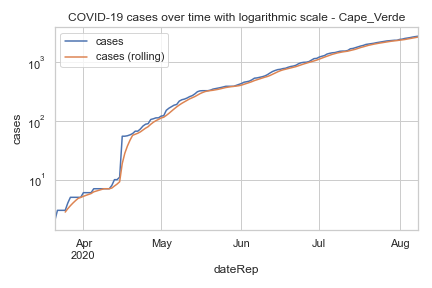 COVID-19 cases over time with logarithmic scale - Cape_Verde
cases
cases (rolling)
cases
10³
10²
10¹
Apr
2020
May
Jun
Jul
Aug
dateRep